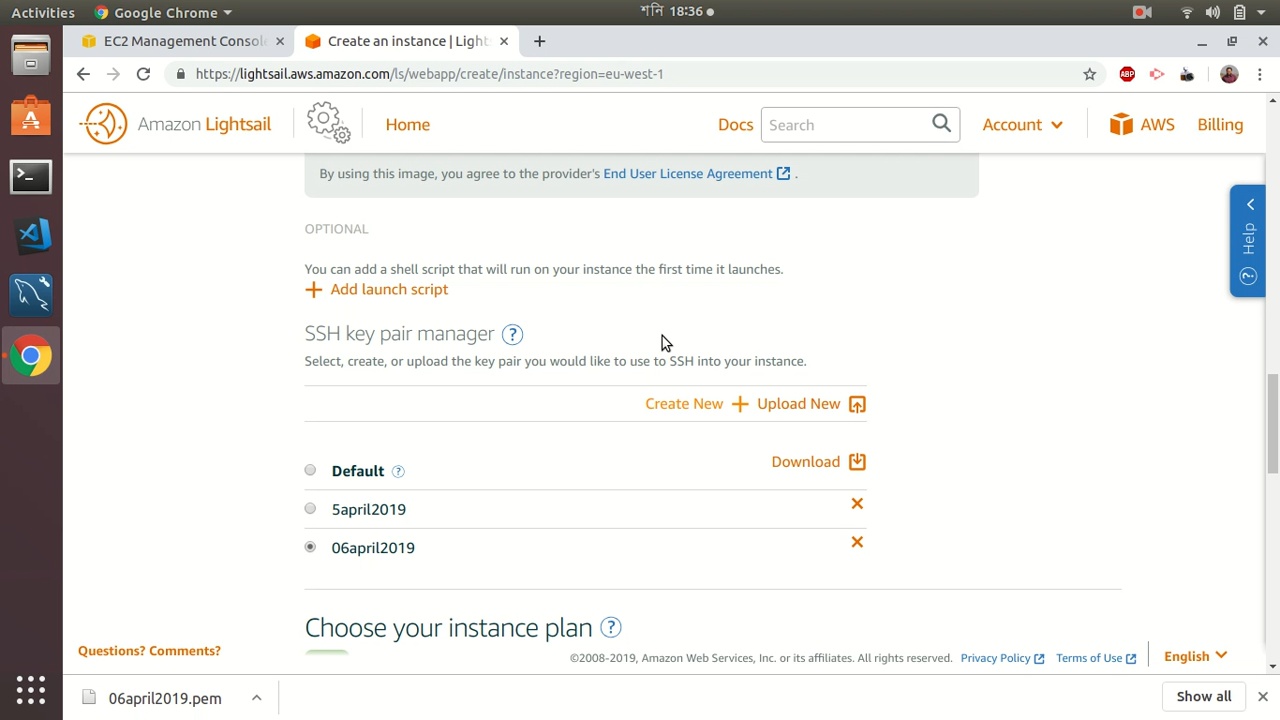 Activities Google Chrome শনি 18:36
EC2 Management Consol Create an instance | Light
https://lightsail.aws.amazon.com/ls/webapp/create/instance?region=eu-west-1 ABP
Amazon Lightsail Home Docs Search Account AWS Billing
By using this image, you agree to the provider's End User License Agreement .
OPTIONAL
You can add a shell script that will run on your instance the first time it launches.
+ Add launch script
SSH key pair manager ?
Select, create, or upload the key pair you would like to use to SSH into your instance.
Create New + Upload New
Default ? Download
5april2019
06april2019
Choose your instance plan ?
Help ?
Questions? Comments? ©2008-2019, Amazon Web Services, Inc. or its affiliates. All rights reserved. Privacy Policy Terms of Use English
06april2019.pem Show all